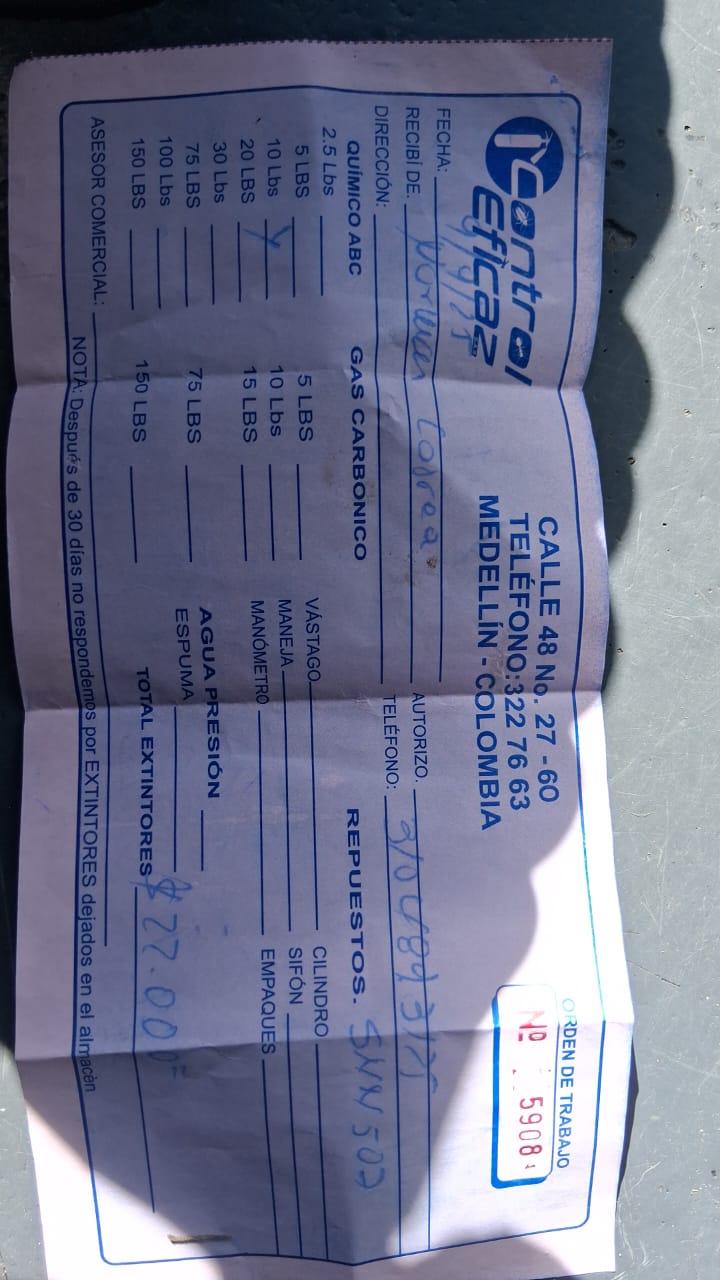 Control
Eficaz
CALLE 48 No. 27 - 60
TELÉFONO: 322 76 63
MEDELLÍN - COLOMBIA
ORDEN DE TRABAJO
Nº 5908
FECHA:
RECIBÍ DE. Correa AUTORIZO.
DIRECCIÓN: TELÉFONO:
QUÍMICO ABC GAS CARBÓNICO REPUESTOS. SNN502
2.5 Lbs
5 LBS 5 LBS VÁSTAGO CILINDRO
10 Lbs X 10 Lbs MANEJA SIFÓN
20 LBS 15 LBS MANÓMETRO EMPAQUES
30 Lbs AGUA PRESIÓN
75 LBS 75 LBS ESPUMA
100 Lbs
150 LBS 150 LBS TOTAL EXTINTORES $27.000=
ASESOR COMERCIAL:
NOTA: Después de 30 días no respondemos por EXTINTORES dejados en el almacèn